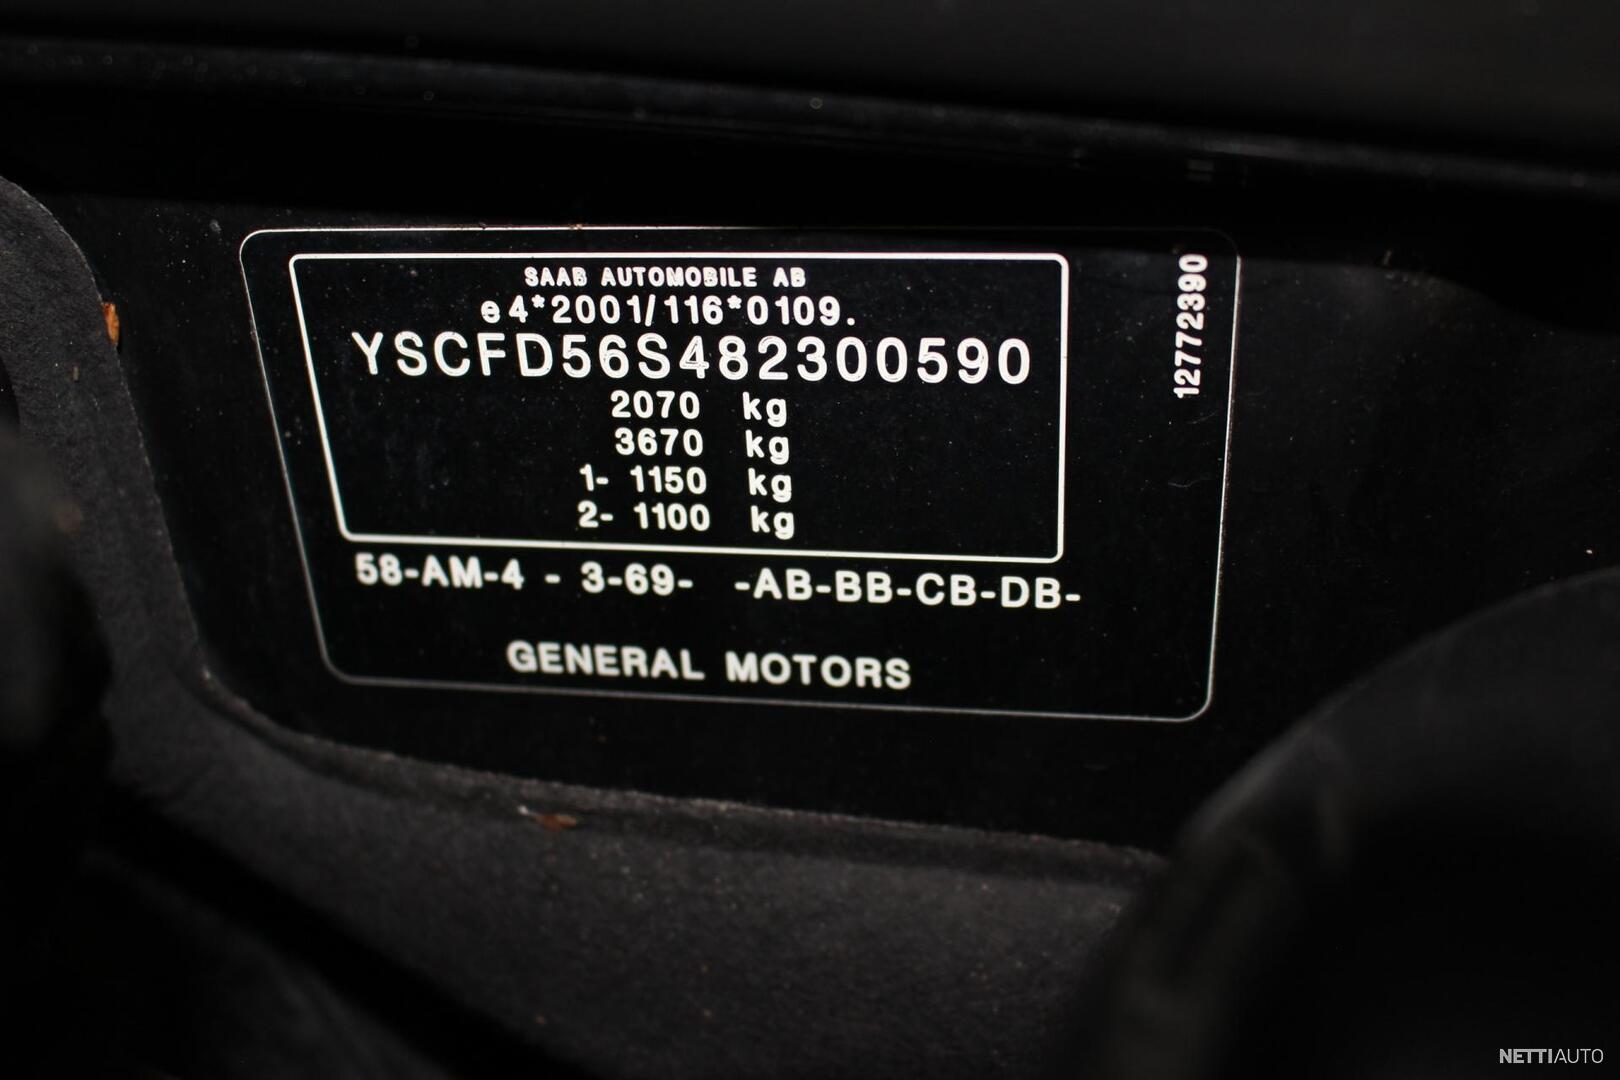 SAAB AUTOMOBILE AB
e4*2001/116*0109.
YSCFD56S482300590
2070 kg
3670 kg
1- 1150 kg
2- 1100 kg
58-AM-4 - 3-69- -AB-BB-CB-DB-
GENERAL MOTORS
12772390
NETTIAUTO